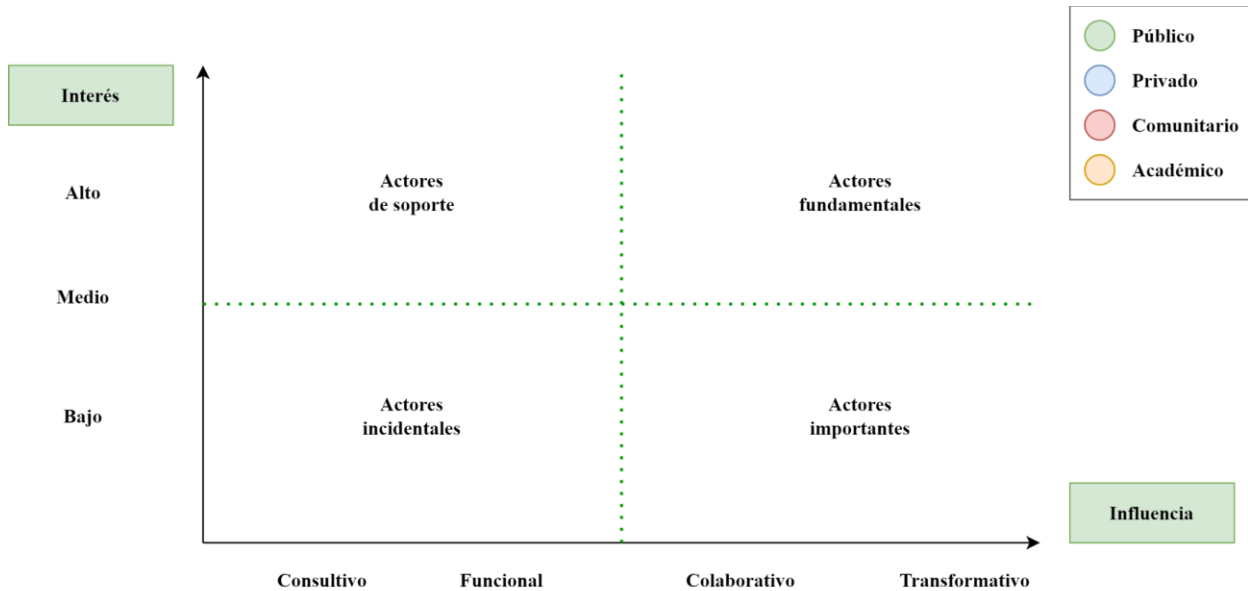 Interés
Alto
Medio
Bajo
Actores
de soporte
Actores
fundamentales
Actores
incidentales
Actores
importantes
Consultivo
Funcional
Colaborativo
Transformativo
Influencia
Público
Privado
Comunitario
Académico